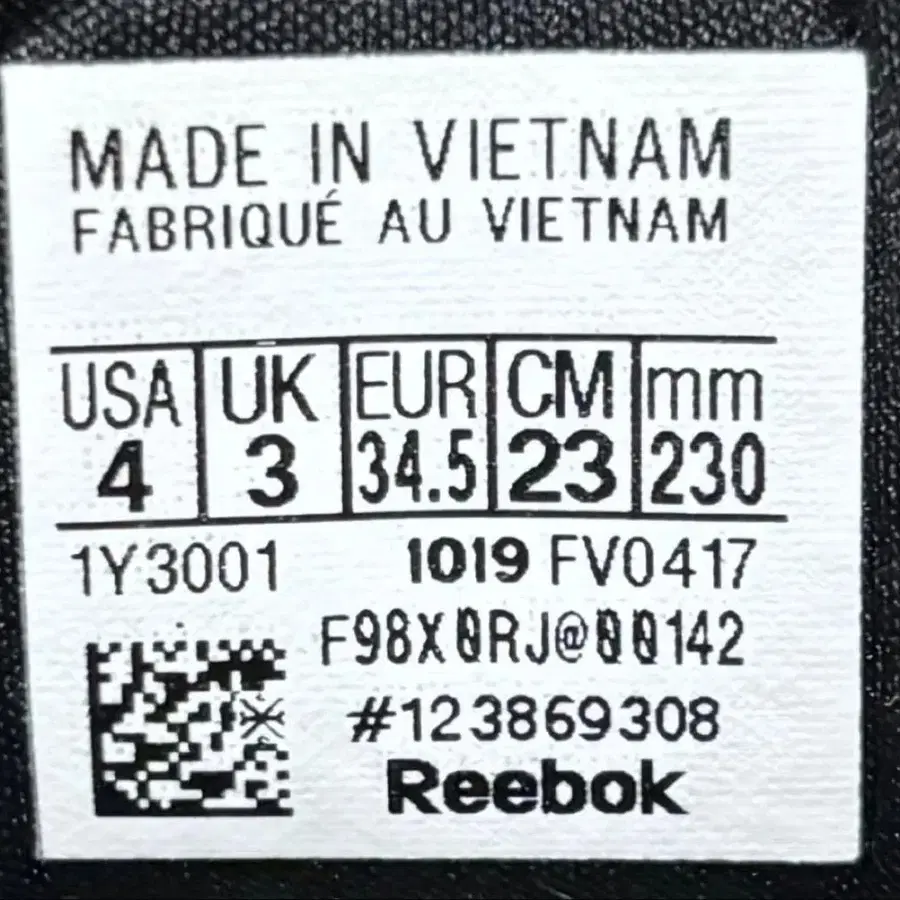 MADE IN VIETNAM
FABRIQUÉ AU VIETNAM
USA UK EUR CM mm
4 3 34.5 23 230
1Y3001 1019 FV0417
F98X0RJ@00142
#123869308
Reebok